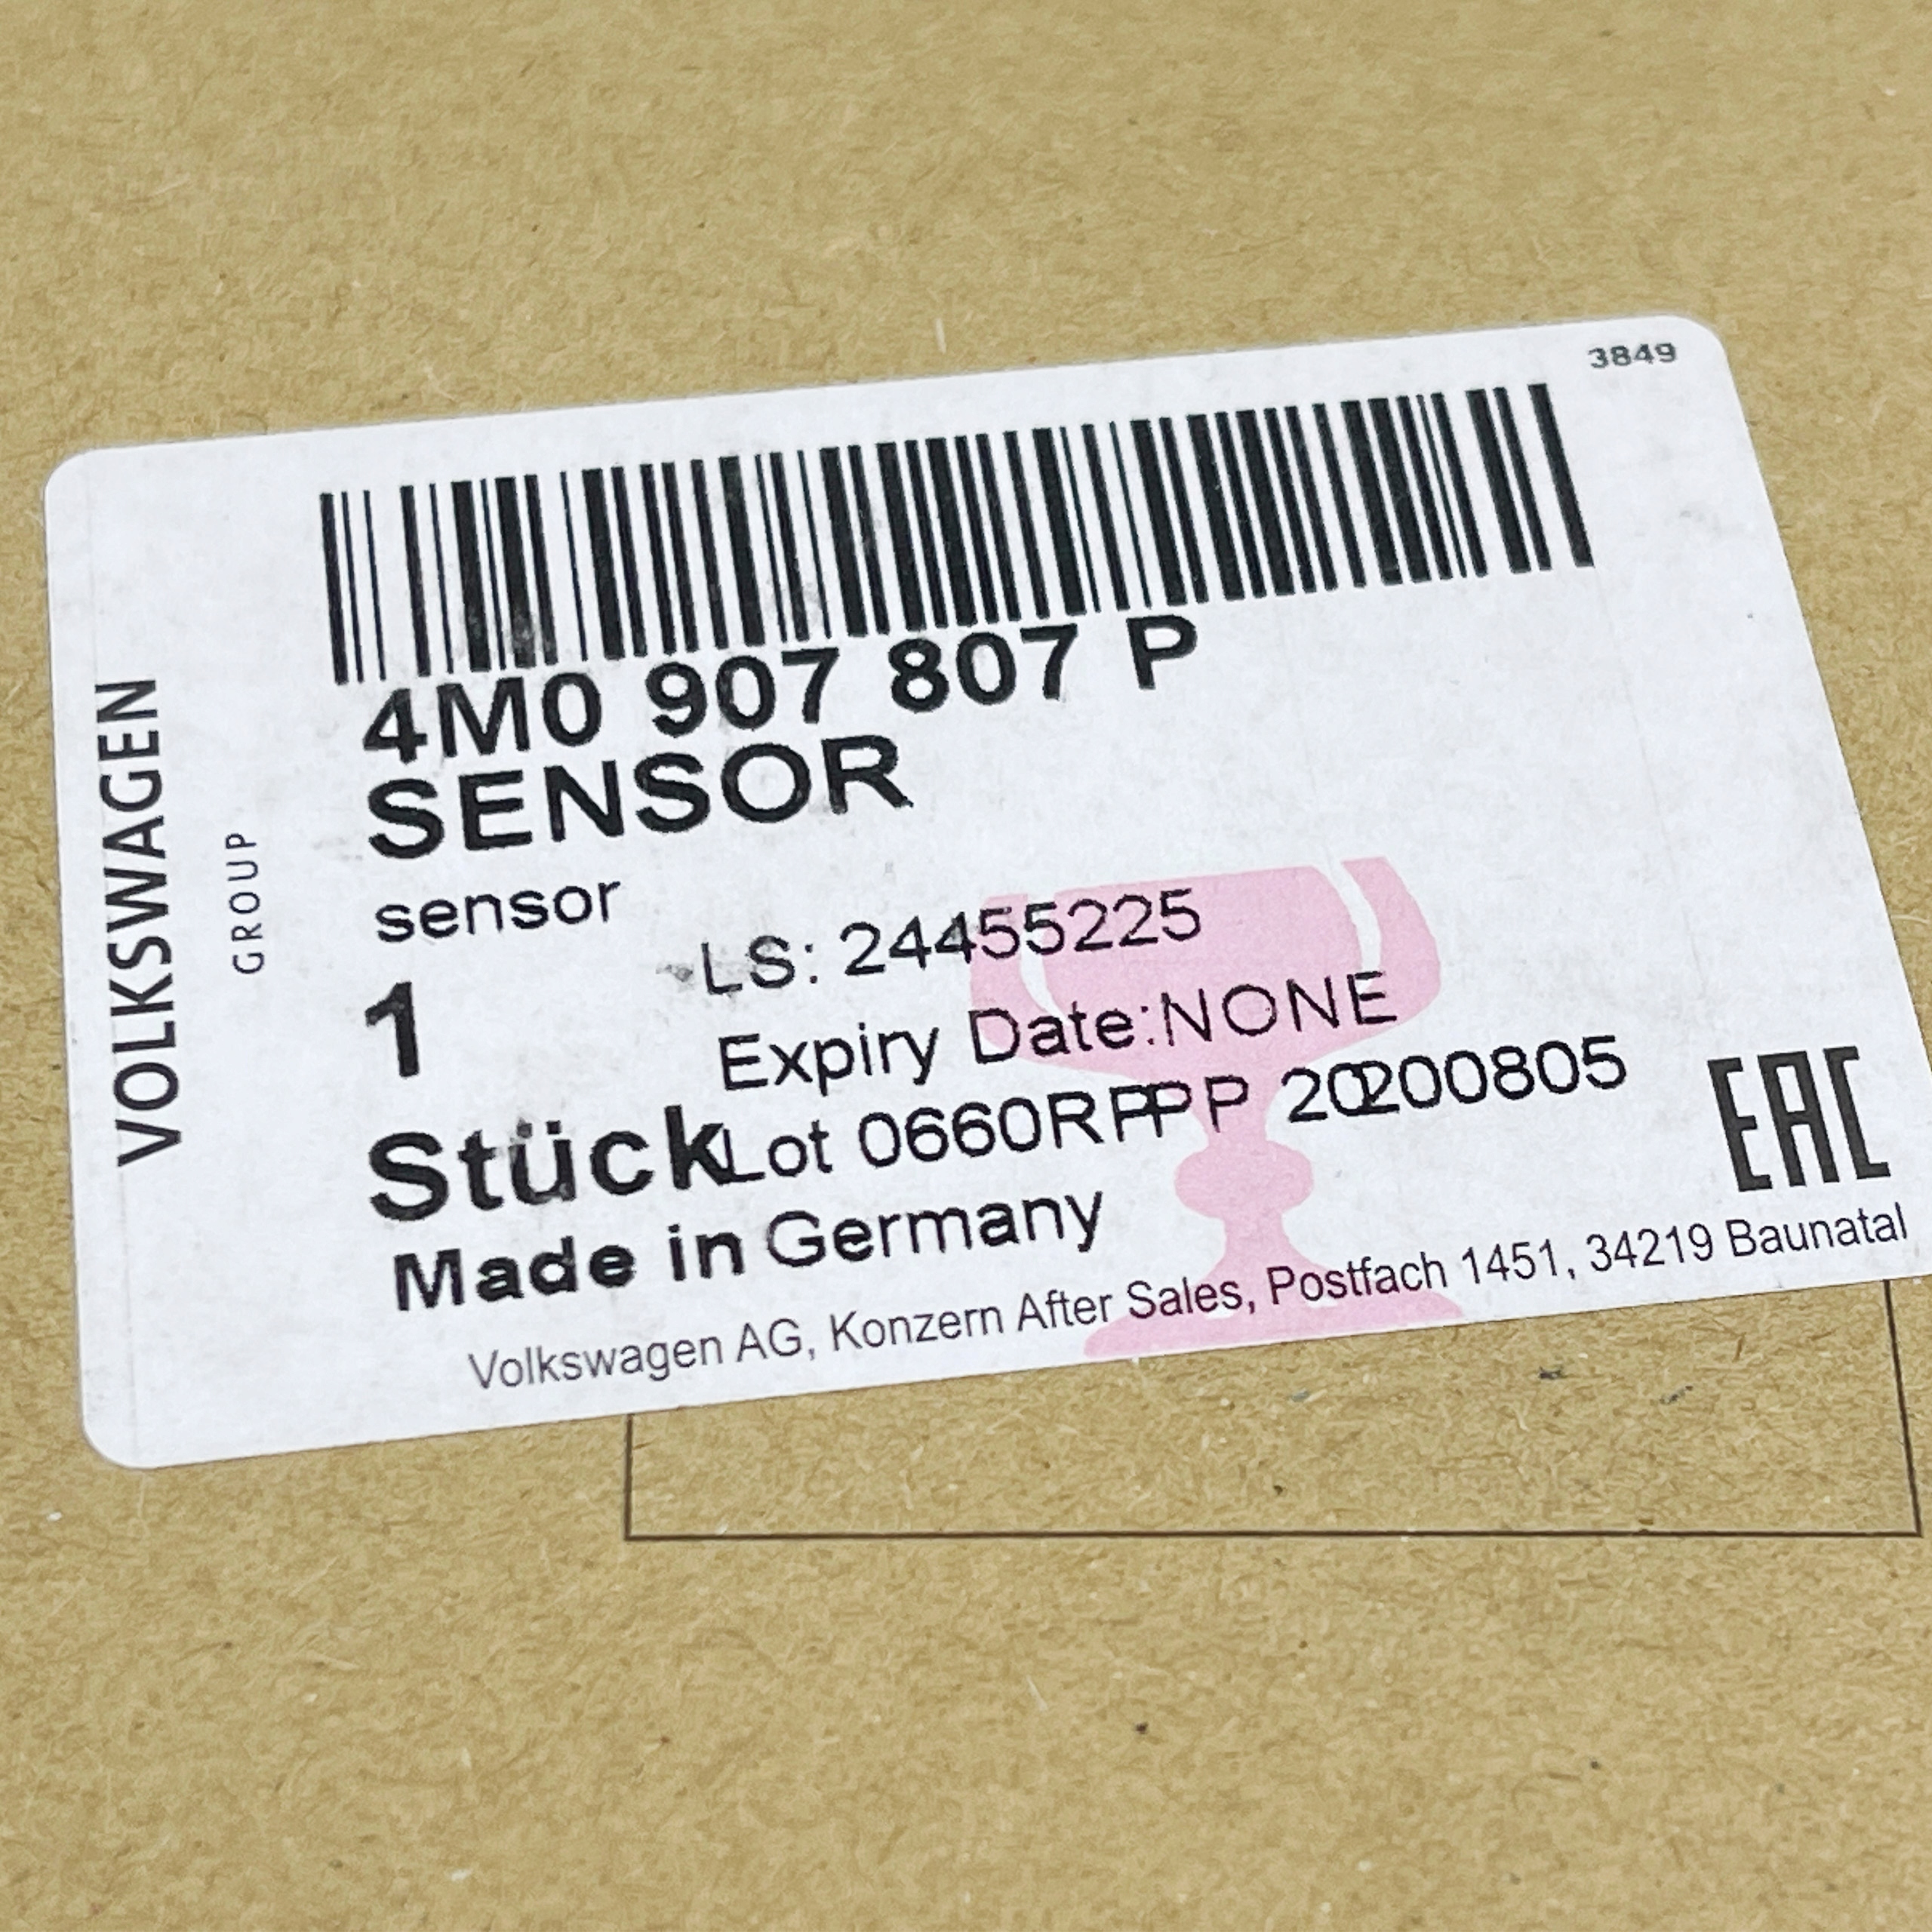 3849
4M0 907 807 P
SENSOR
sensor
1
LS: 24455225
Expiry Date:NONE
Stück
Lot 0660R P 20200805
Made in Germany
Volkswagen AG, Konzern After Sales, Postfach 1451, 34219 Baunatal
EAC
VOLKSWAGEN
GROUP